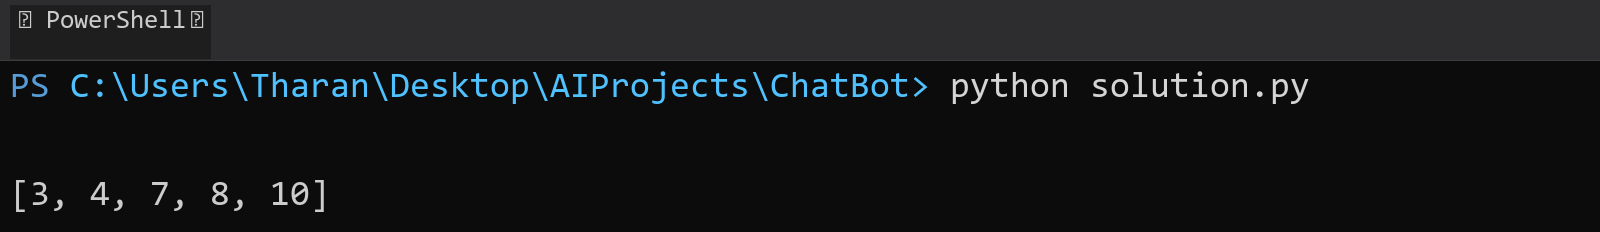 PowerShell
PS C:\Users\Tharan\Desktop\AIProjects\ChatBot> python solution.py
[3, 4, 7, 8, 10]